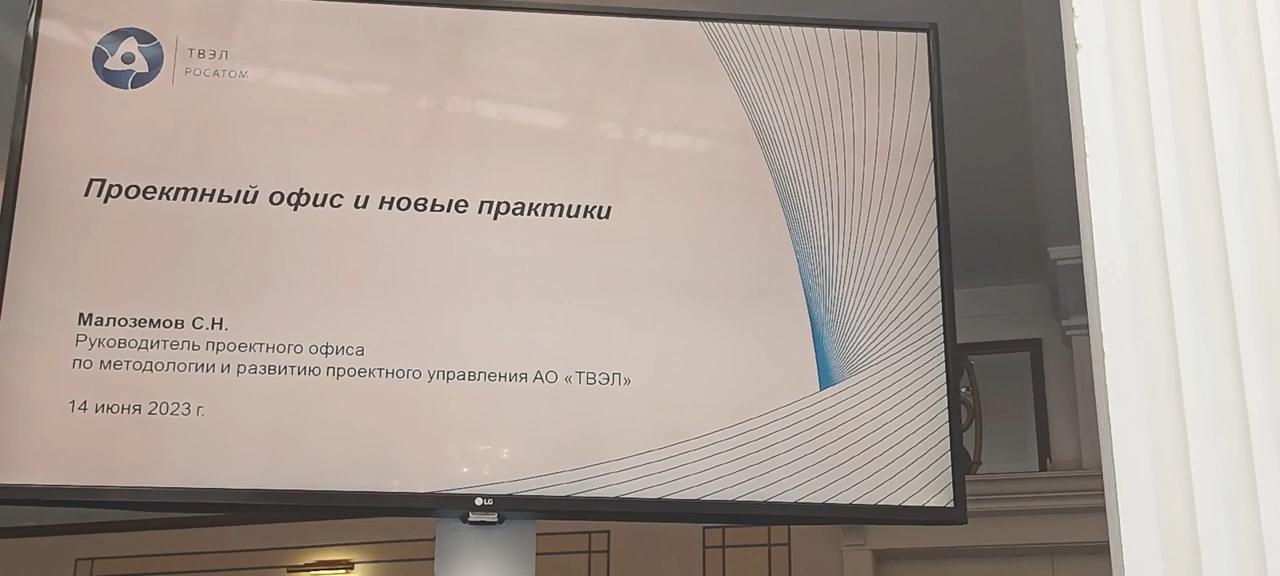 ТВЭЛ
РОСАТОМ
Проектный офис и новые практики
Малоземов С.Н.
Руководитель проектного офиса
по методологии и развитию проектного управления АО «ТВЭЛ»
14 июня 2023 г.
LG